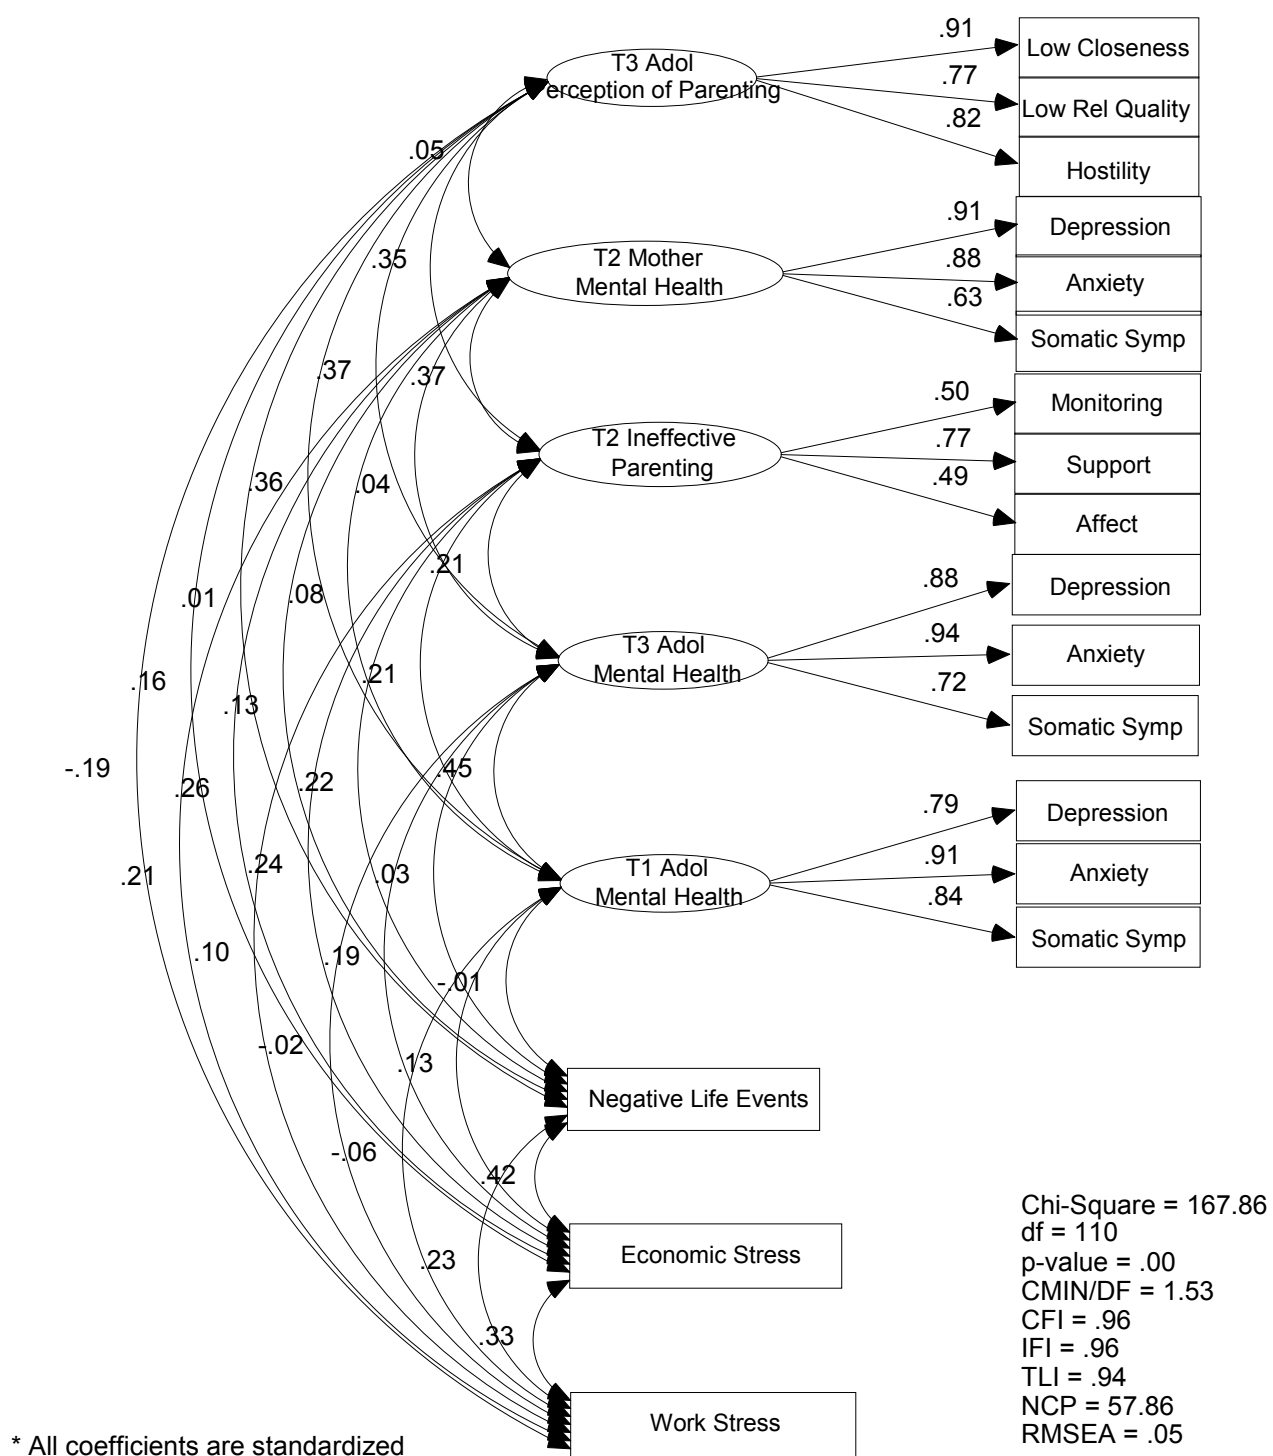 T3 Adol
erception of Parenting
.91
Low Closeness
.77
Low Rel Quality
.82
Hostility
.05
T2 Mother
Mental Health
.91
Depression
.88
Anxiety
.63
Somatic Symp
.35
.37
.37
T2 Ineffective
Parenting
.50
Monitoring
.77
Support
.49
Affect
.36
.04
.21
.01
.08
T3 Adol
Mental Health
.88
Depression
.94
Anxiety
.72
Somatic Symp
.16
.13
.21
-.19
.26
.22
.45
T1 Adol
Mental Health
.79
Depression
.91
Anxiety
.84
Somatic Symp
.21
.24
.03
.10
.19
-.01
-.02
.13
Negative Life Events
-.06
.42
Economic Stress
.23
.33
Work Stress
Chi-Square = 167.86
df = 110
p-value = .00
CMIN/DF = 1.53
CFI = .96
IFI = .96
TLI = .94
NCP = 57.86
RMSEA = .05
* All coefficients are standardized